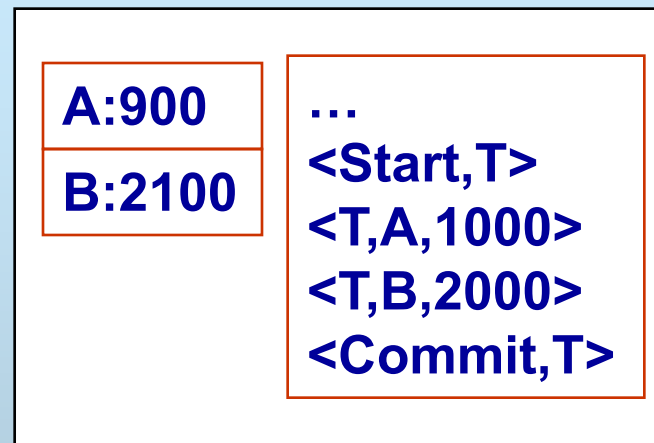 A:900
B:2100
…
<Start,T>
<T,A,1000>
<T,B,2000>
<Commit,T>